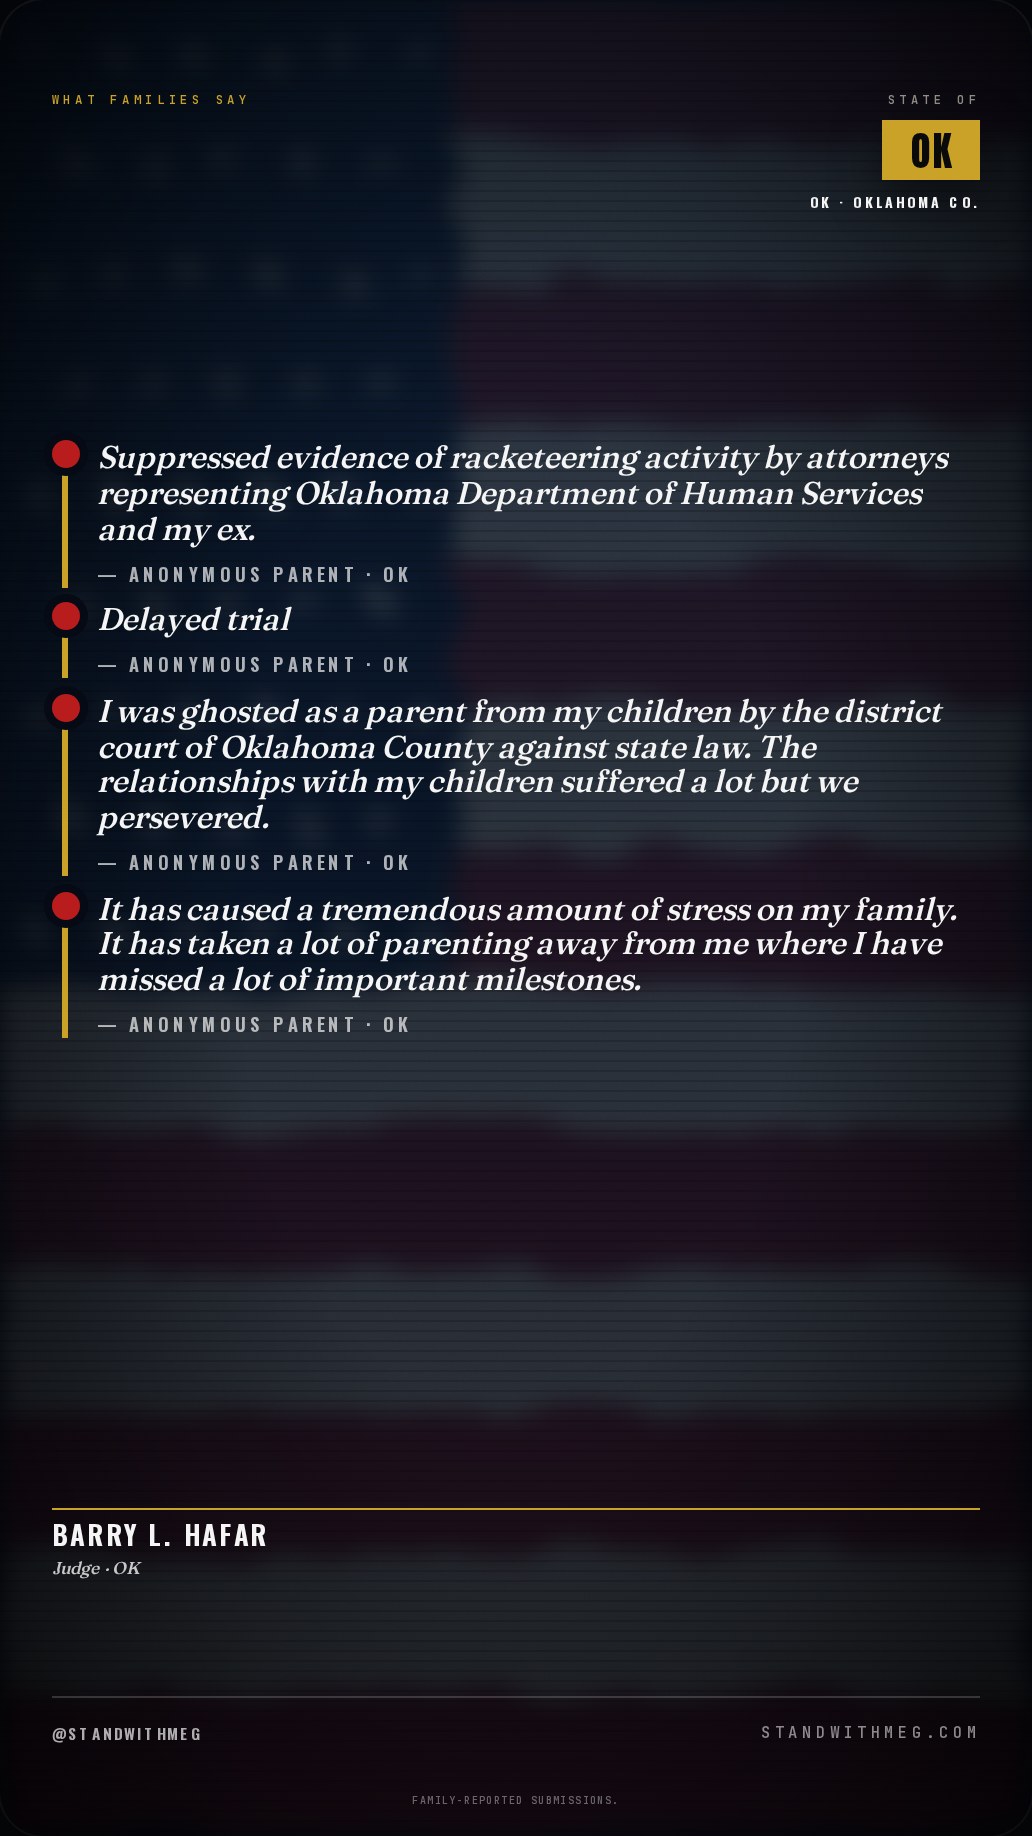 WHAT FAMILIES SAY
STATE OF
OK
OK · OKLAHOMA CO.
Suppressed evidence of racketeering activity by attorneys
representing Oklahoma Department of Human Services
and my ex.
— ANONYMOUS PARENT · OK
Delayed trial
— ANONYMOUS PARENT · OK
I was ghosted as a parent from my children by the district
court of Oklahoma County against state law. The
relationships with my children suffered a lot but we
persevered.
— ANONYMOUS PARENT · OK
It has caused a tremendous amount of stress on my family.
It has taken a lot of parenting away from me where I have
missed a lot of important milestones.
— ANONYMOUS PARENT · OK
BARRY L. HAFAR
Judge · OK
@STANDWITHMEG
STANDWITHMEG.COM
FAMILY-REPORTED SUBMISSIONS.